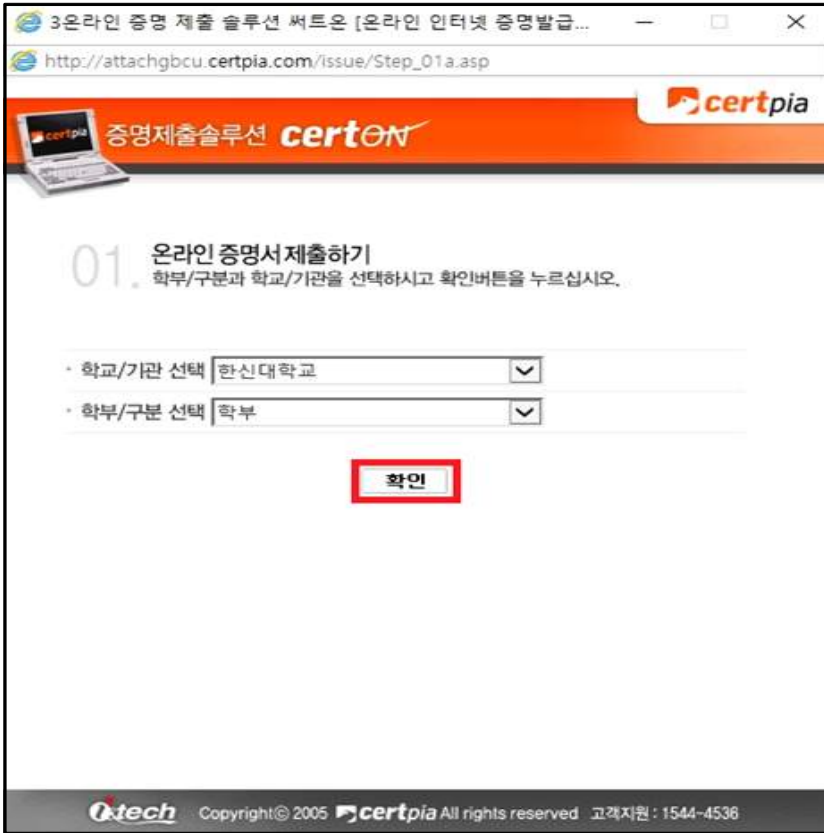 3온라인 증명 제출 솔루션 써트온 [온라인 인터넷 증명발급...
http://attachgbcu.certpia.com/issue/Step_01a.asp
certpia
certpia 증명제출솔루션 certON
01. 온라인 증명서 제출하기
학부/구분과 학교/기관을 선택하시고 확인버튼을 누르십시오.
· 학교/기관 선택 한신대학교
· 학부/구분 선택 학부
확인
itech Copyright© 2005 certpia All rights reserved 고객지원 : 1544-4536